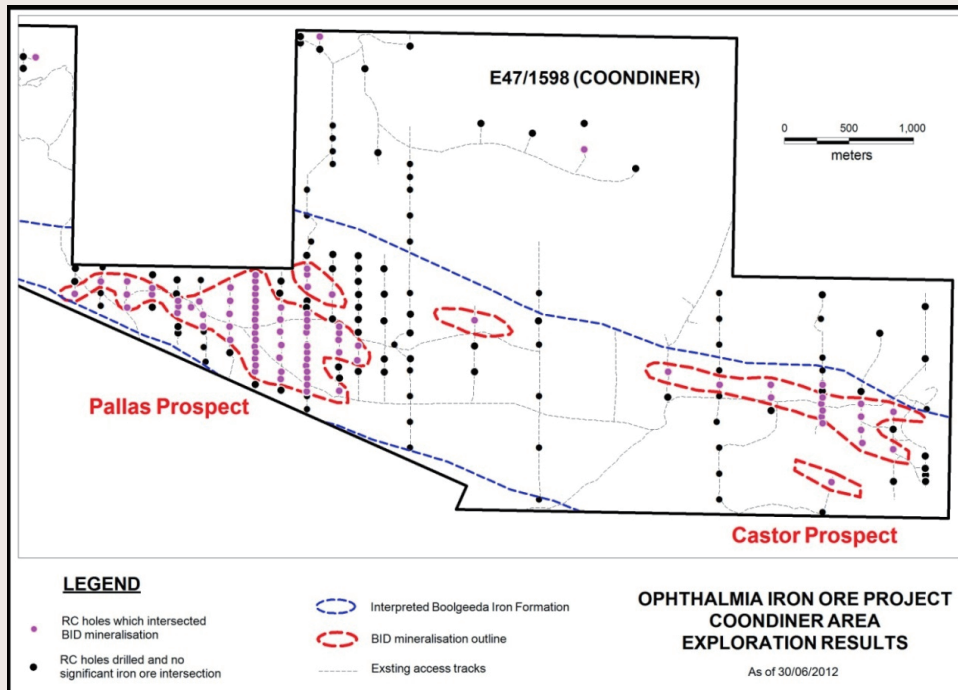 E47/1598 (COONDINER)
0 500 1,000
meters
Pallas Prospect
Castor Prospect
LEGEND
RC holes which intersected
BID mineralisation
RC holes drilled and no
significant iron ore intersection
Interpreted Boolgeeda Iron Formation
BID mineralisation outline
Existing access tracks
OPHTHALMIA IRON ORE PROJECT
COONDINER AREA
EXPLORATION RESULTS
As of 30/06/2012